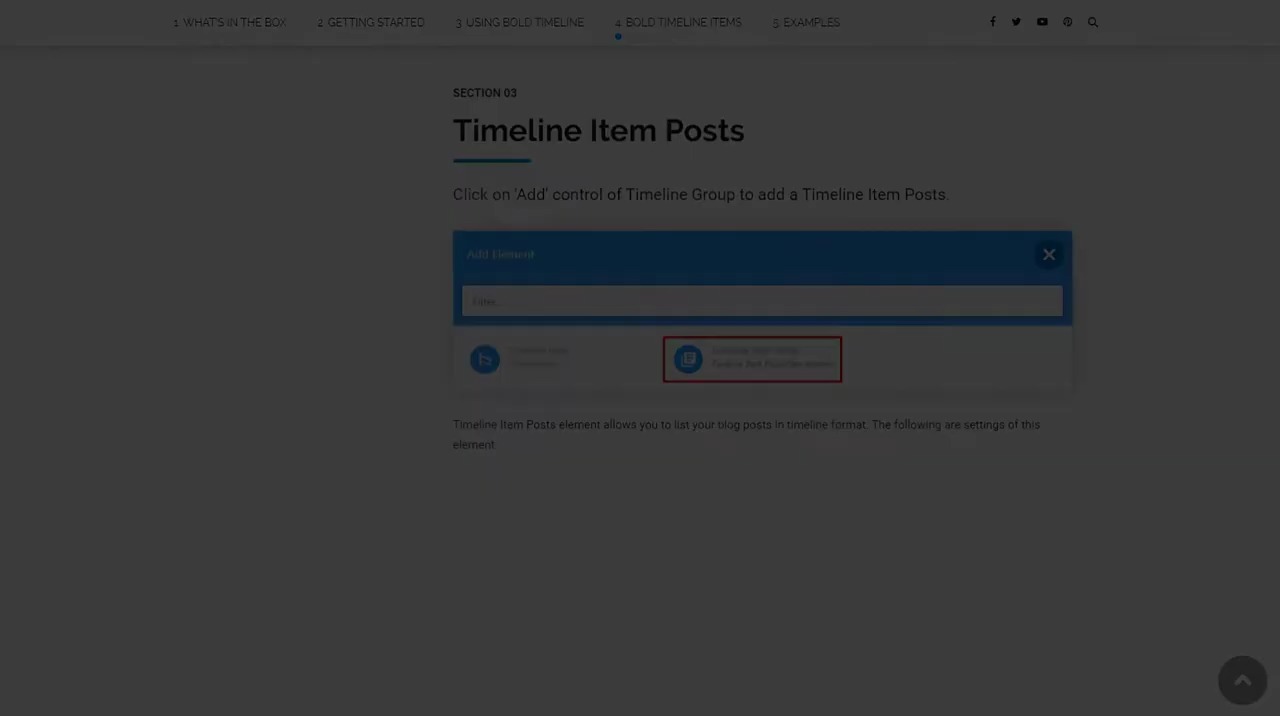 1. WHAT'S IN THE BOX 2. GETTING STARTED 3. USING BOLD TIMELINE 4. BOLD TIMELINE ITEMS 5. EXAMPLES
SECTION 03
Timeline Item Posts
Click on 'Add' control of Timeline Group to add a Timeline Item Posts.
Add Element
Filter...
Timeline Item Posts element allows you to list your blog posts in timeline format. The following are settings of this
element: